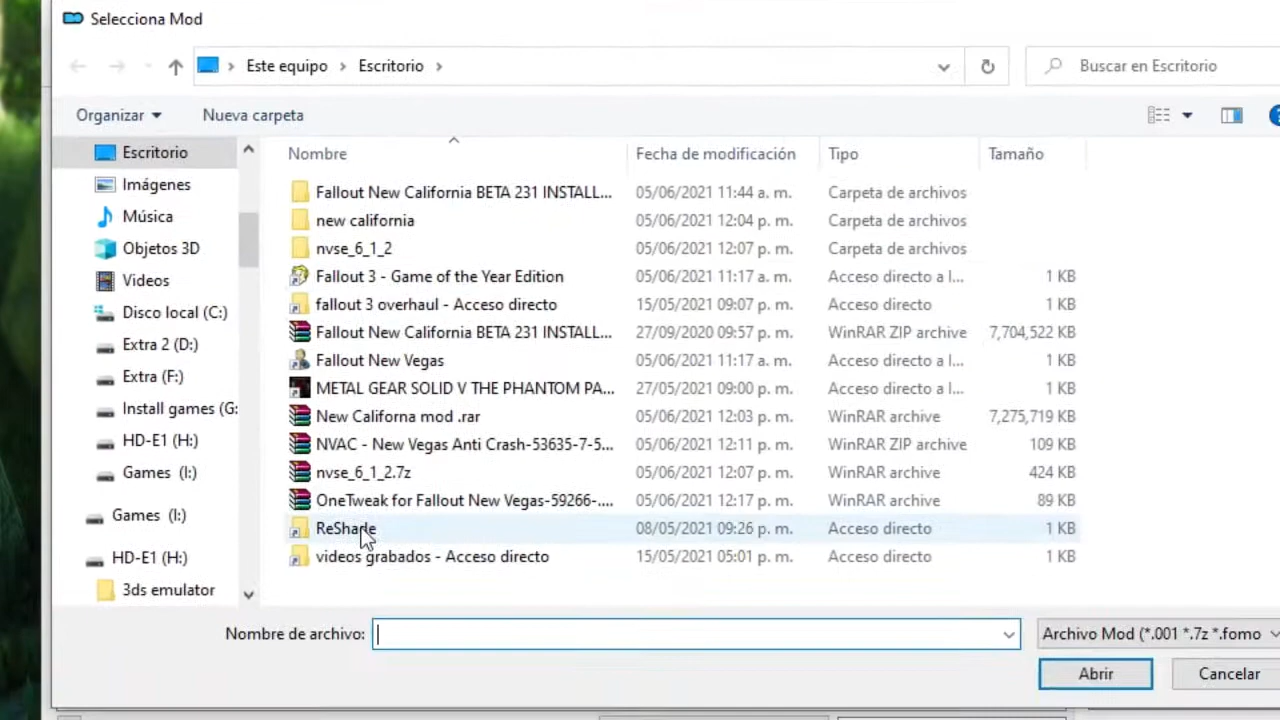 Selecciona Mod
Este equipo > Escritorio >
Buscar en Escritorio
Organizar
Nueva carpeta
Nombre
Fecha de modificación
Tipo
Tamaño
Escritorio
Imágenes
Música
Objetos 3D
Videos
Disco local (C:)
Extra 2 (D:)
Extra (F:)
Install games (G:
HD-E1 (H:)
Games (I:)
Games (I:)
HD-E1 (H:)
3ds emulator
Fallout New California BETA 231 INSTALL... 05/06/2021 11:44 a. m. Carpeta de archivos
new california 05/06/2021 12:04 p. m. Carpeta de archivos
nvse_6_1_2 05/06/2021 12:07 p. m. Carpeta de archivos
Fallout 3 - Game of the Year Edition 05/06/2021 11:17 a. m. Acceso directo a l... 1 KB
fallout 3 overhaul - Acceso directo 15/05/2021 09:07 p. m. Acceso directo 1 KB
Fallout New California BETA 231 INSTALL... 27/09/2020 09:57 p. m. WinRAR ZIP archive 7,704,522 KB
Fallout New Vegas 05/06/2021 11:17 a. m. Acceso directo a l... 1 KB
METAL GEAR SOLID V THE PHANTOM PA... 27/05/2021 09:00 p. m. Acceso directo a l... 1 KB
New Californa mod .rar 05/06/2021 12:03 p. m. WinRAR archive 7,275,719 KB
NVAC - New Vegas Anti Crash-53635-7-5... 05/06/2021 12:11 p. m. WinRAR ZIP archive 109 KB
nvse_6_1_2.7z 05/06/2021 12:07 p. m. WinRAR archive 424 KB
OneTweak for Fallout New Vegas-59266-.... 05/06/2021 12:17 p. m. WinRAR archive 89 KB
ReShade 08/05/2021 09:26 p. m. Acceso directo 1 KB
videos grabados - Acceso directo 15/05/2021 05:01 p. m. Acceso directo 1 KB
Nombre de archivo:
Archivo Mod (*.001 *.7z *.fomo
Abrir
Cancelar